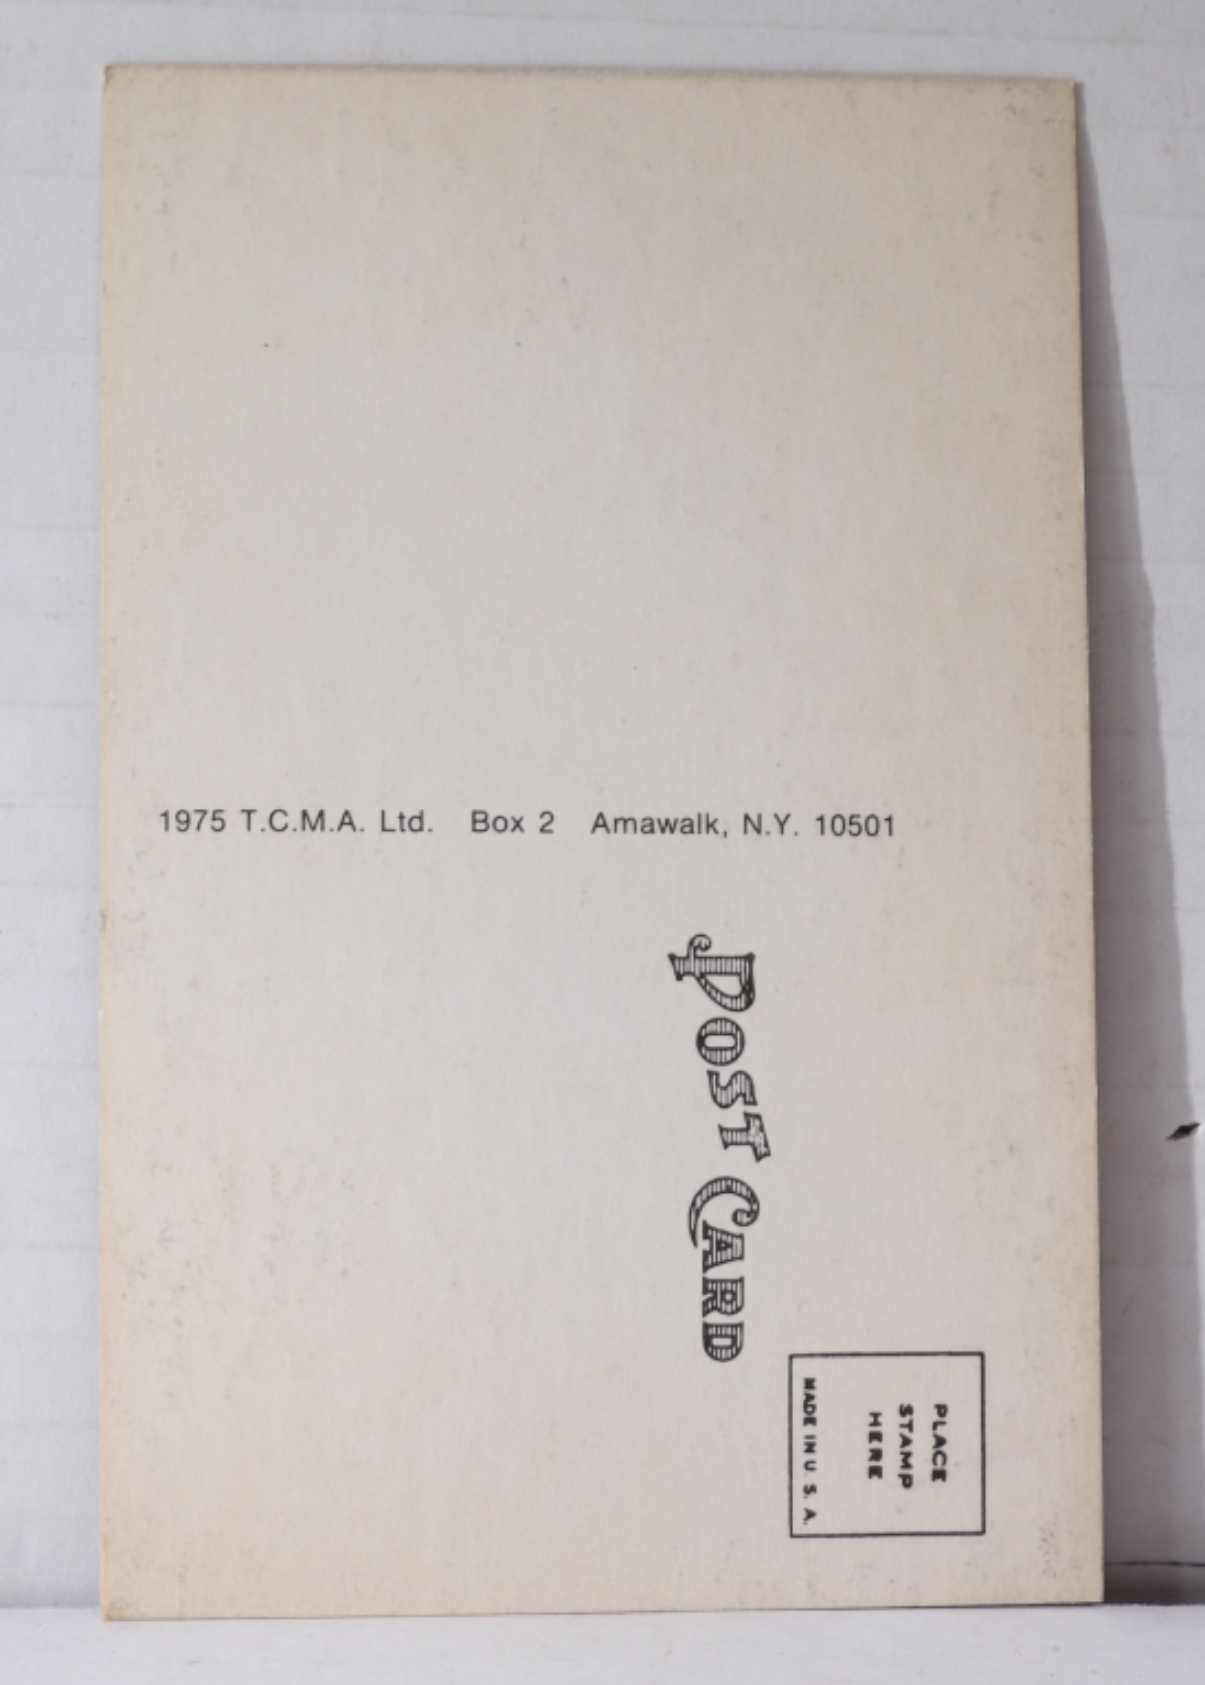 1975 T.C.M.A. Ltd. Box 2 Amawalk, N.Y. 10501
POST CARD
PLACE
STAMP
HERE
MADE IN U. S. A.